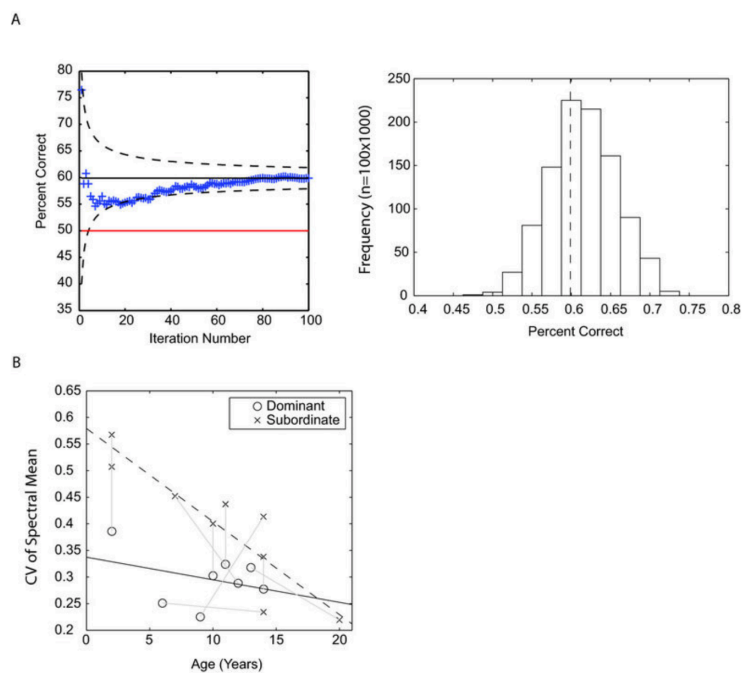 A
80
75
70
65
60
55
50
45
40
35
0 20 40 60 80 100
Percent Correct
Iteration Number
250
200
150
100
50
0
0.4 0.45 0.5 0.55 0.6 0.65 0.7 0.75 0.8
Frequency (n=100x1000)
Percent Correct
B
0.65
0.6
0.55
0.5
0.45
0.4
0.35
0.3
0.25
0.2
0 5 10 15 20
CV of Spectral Mean
Age (Years)
Dominant
Subordinate